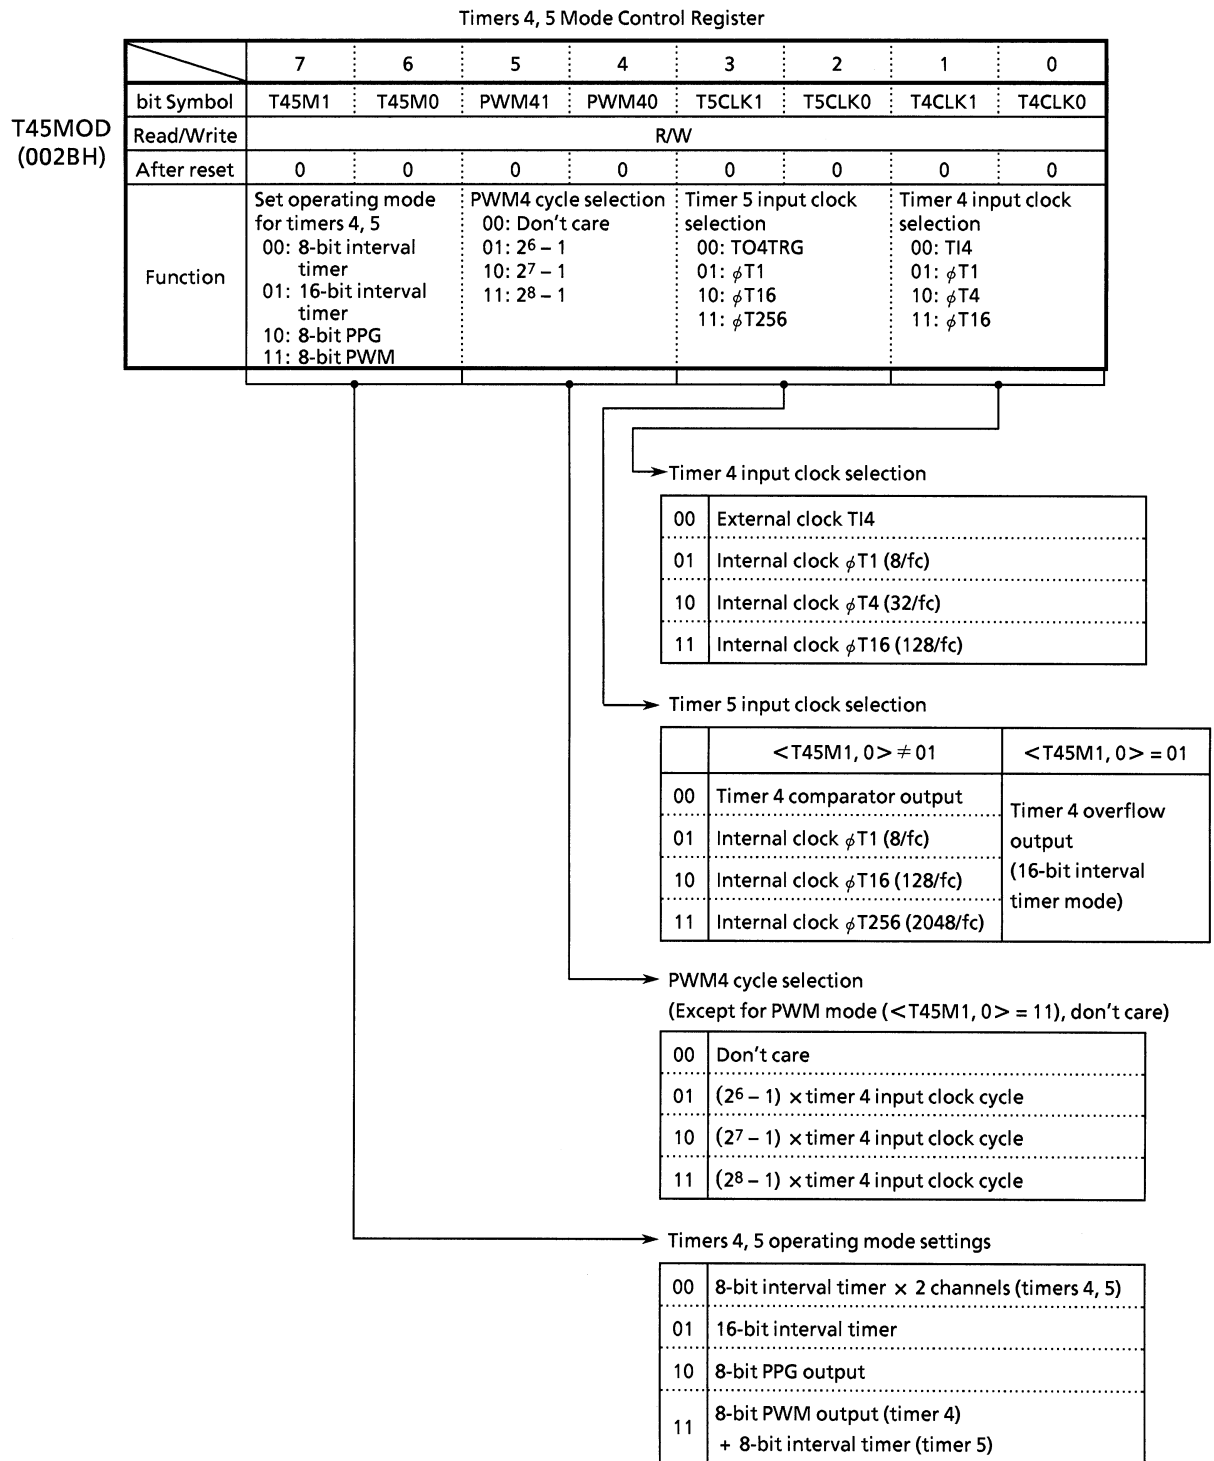 Timers 4, 5 Mode Control Register
7 6 5 4 3 2 1 0
bit Symbol T45M1 T45M0 PWM41 PWM40 T5CLK1 T5CLK0 T4CLK1 T4CLK0
T45MOD
(002BH)
Read/Write R/W
After reset 0 0 0 0 0 0 0 0
Function
Set operating mode
for timers 4, 5
00: 8-bit interval
timer
01: 16-bit interval
timer
10: 8-bit PPG
11: 8-bit PWM
PWM4 cycle selection
00: Don't care
01: 2⁶ – 1
10: 2⁷ – 1
11: 2⁸ – 1
Timer 5 input clock
selection
00: TO4TRG
01: ϕT1
10: ϕT16
11: ϕT256
Timer 4 input clock
selection
00: TI4
01: ϕT1
10: ϕT4
11: ϕT16
Timer 4 input clock selection
00 External clock TI4
01 Internal clock ϕT1 (8/fc)
10 Internal clock ϕT4 (32/fc)
11 Internal clock ϕT16 (128/fc)
Timer 5 input clock selection
<T45M1, 0> ≠ 01 <T45M1, 0> = 01
00 Timer 4 comparator output
01 Internal clock ϕT1 (8/fc)
10 Internal clock ϕT16 (128/fc)
11 Internal clock ϕT256 (2048/fc)
Timer 4 overflow
output
(16-bit interval
timer mode)
PWM4 cycle selection
(Except for PWM mode (<T45M1, 0> = 11), don't care)
00 Don't care
01 (2⁶ – 1) × timer 4 input clock cycle
10 (2⁷ – 1) × timer 4 input clock cycle
11 (2⁸ – 1) × timer 4 input clock cycle
Timers 4, 5 operating mode settings
00 8-bit interval timer × 2 channels (timers 4, 5)
01 16-bit interval timer
10 8-bit PPG output
11 8-bit PWM output (timer 4)
+ 8-bit interval timer (timer 5)